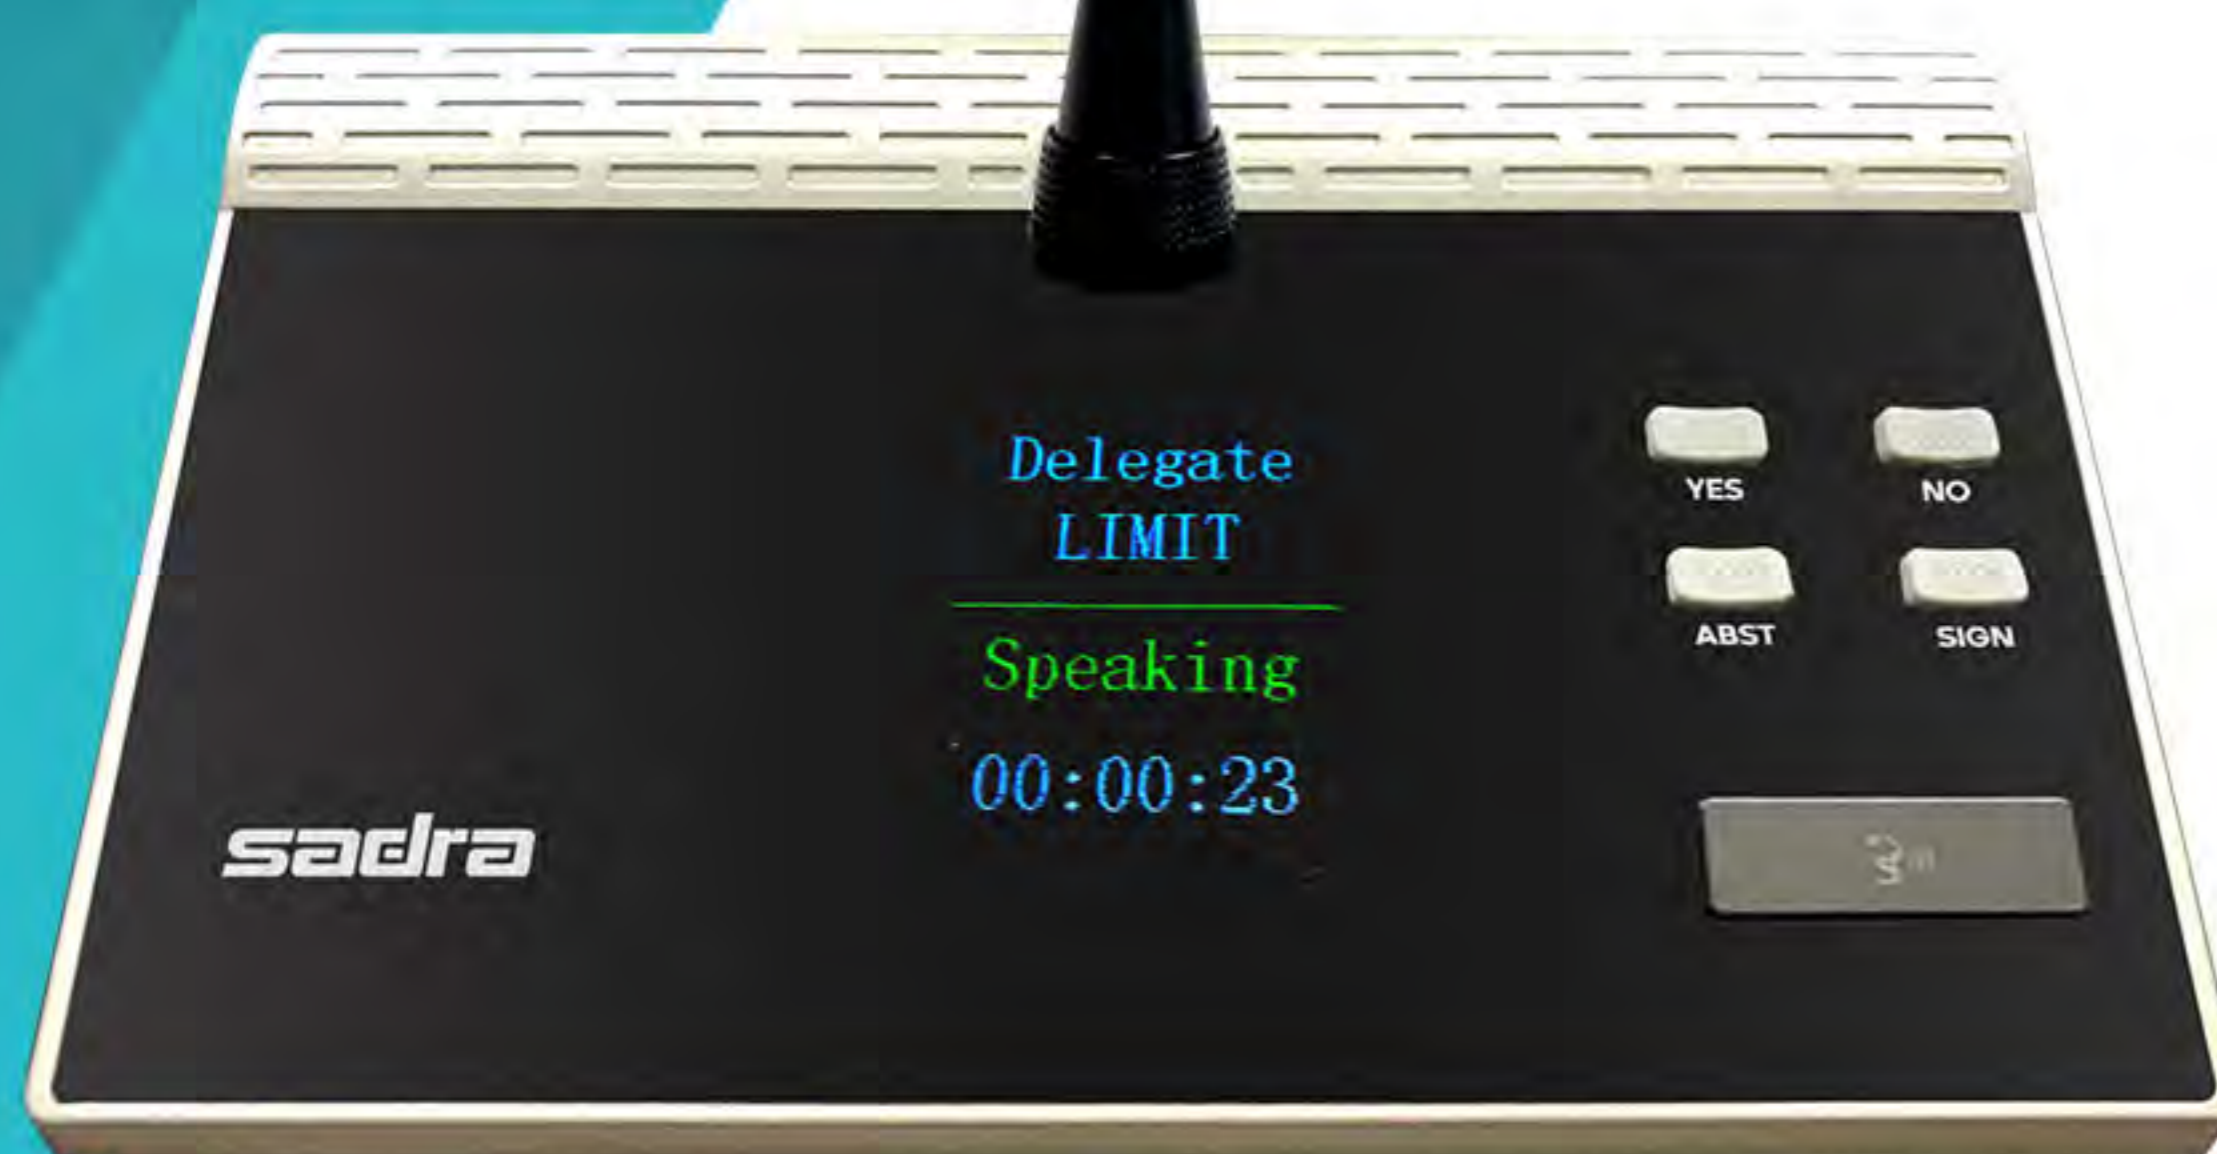 Delegate
LIMIT
Speaking
00:00:23
YES
NO
ABST
SIGN
sadra